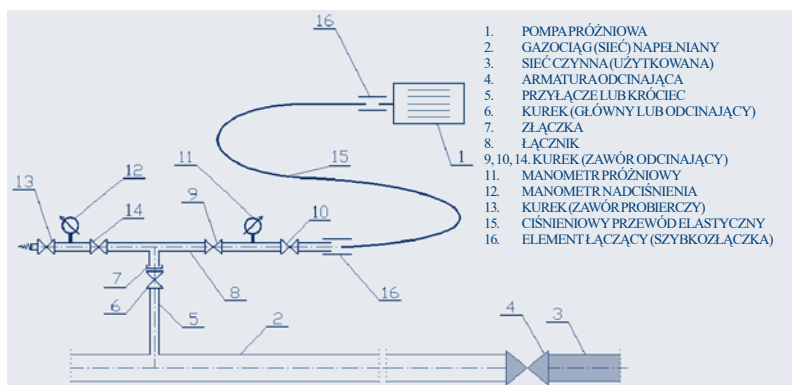 1. POMPA PRÓŻNIOWA
2. GAZOCIĄG (SIEĆ) NAPEŁNIANY
3. SIEĆ CZYNNA (UŻYTKOWANA)
4. ARMATURA ODCINAJĄCA
5. PRZYŁĄCZE LUB KRÓCIEC
6. KUREK (GŁÓWNY LUB ODCINAJĄCY)
7. ZŁĄCZKA
8. ŁĄCZNIK
9, 10, 14. KUREK (ZAWÓR ODCINAJĄCY)
11. MANOMETR PRÓŻNIOWY
12. MANOMETR NADCIŚNIENIA
13. KUREK (ZAWÓR PROBIERCZY)
15. CIŚNIENIOWY PRZEWÓD ELASTYCZNY
16. ELEMENT ŁĄCZĄCY (SZYBKOZŁĄCZKA)
16
1
15
11
12
13
14
9
10
7
6
8
16
5
2
4
3